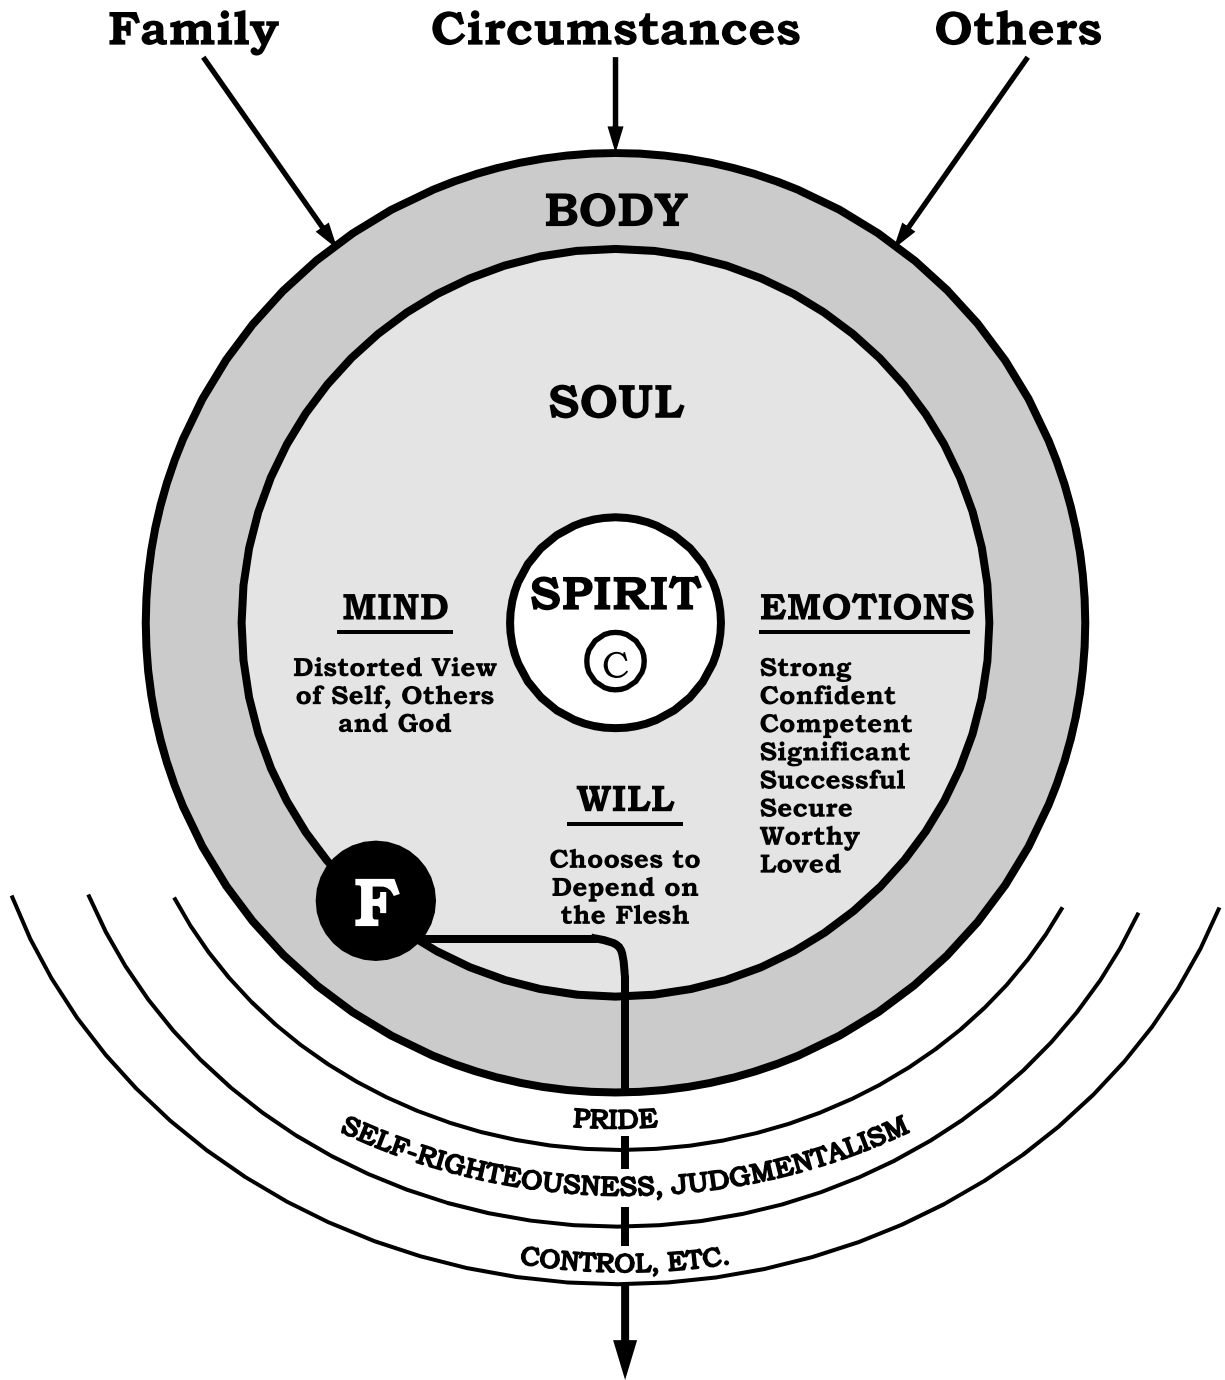 Family
Circumstances
Others
BODY
SOUL
SPIRIT
C
MIND
Distorted View
of Self, Others
and God
EMOTIONS
Strong
Confident
Competent
Significant
Successful
Secure
Worthy
Loved
WILL
Chooses to
Depend on
the Flesh
F
PRIDE
SELF-RIGHTEOUSNESS, JUDGMENTALISM
CONTROL, ETC.